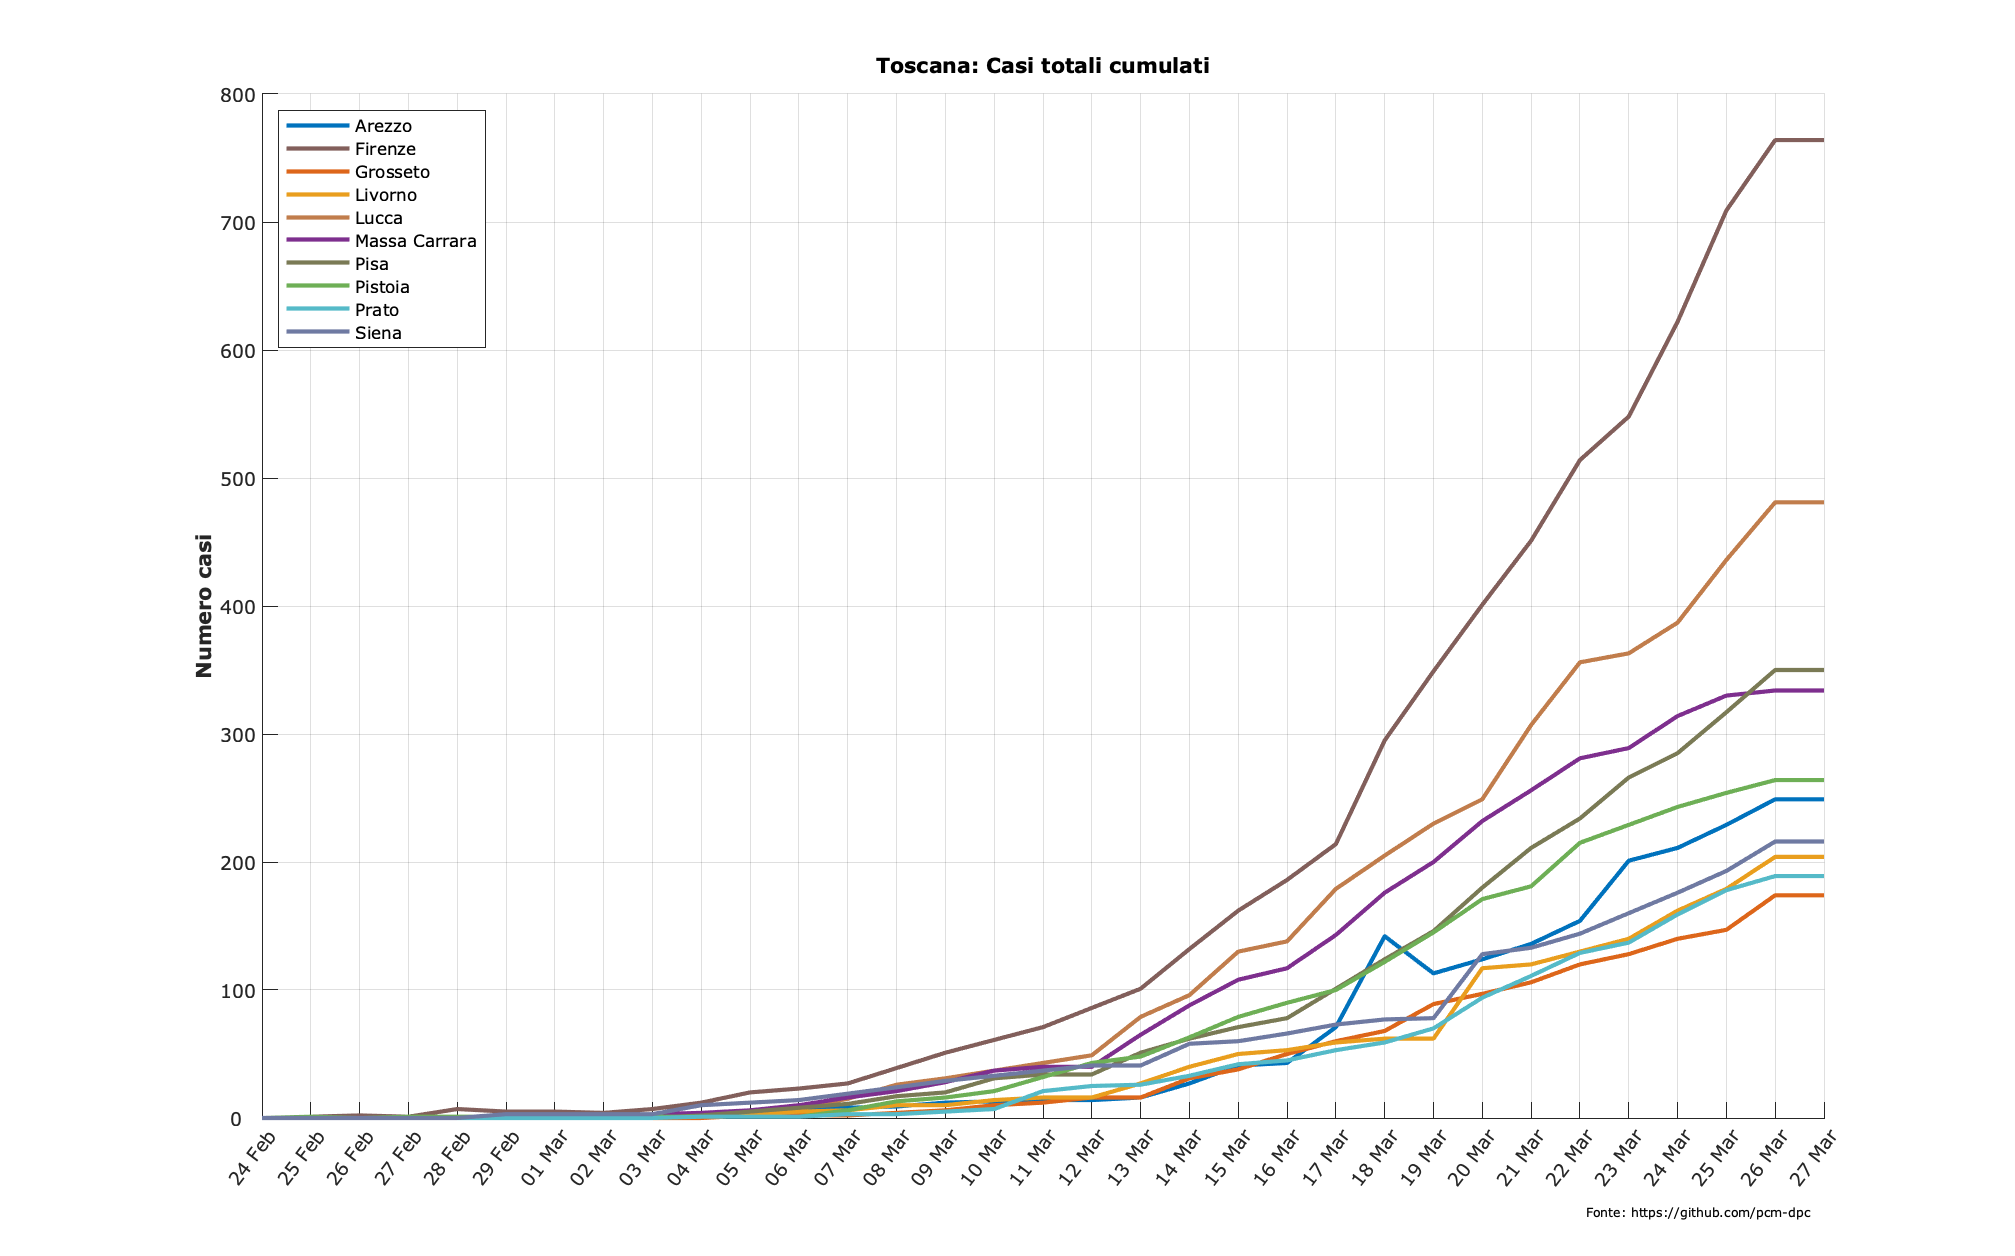 Toscana: Casi totali cumulati
800
700
600
500
400
300
200
100
0
Numero casi
Arezzo
Firenze
Grosseto
Livorno
Lucca
Massa Carrara
Pisa
Pistoia
Prato
Siena
24 Feb
25 Feb
26 Feb
27 Feb
28 Feb
29 Feb
01 Mar
02 Mar
03 Mar
04 Mar
05 Mar
06 Mar
07 Mar
08 Mar
09 Mar
10 Mar
11 Mar
12 Mar
13 Mar
14 Mar
15 Mar
16 Mar
17 Mar
18 Mar
19 Mar
20 Mar
21 Mar
22 Mar
23 Mar
24 Mar
25 Mar
26 Mar
27 Mar
Fonte: https://github.com/pcm-dpc